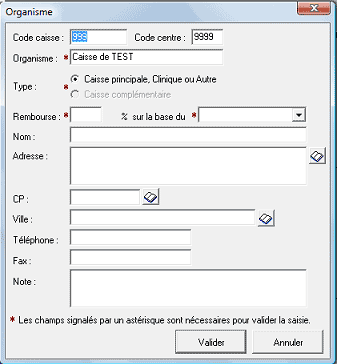 Organisme
Code caisse : 999 Code centre : 9999
Organisme : * Caisse de TEST
Type : * Caisse principale, Clinique ou Autre
Caisse complémentaire
Rembourse : * % sur la base du *
Nom :
Adresse : *
CP :
Ville : *
Téléphone :
Fax :
Note :
* Les champs signalés par un astérisque sont nécessaires pour valider la saisie.
Valider Annuler